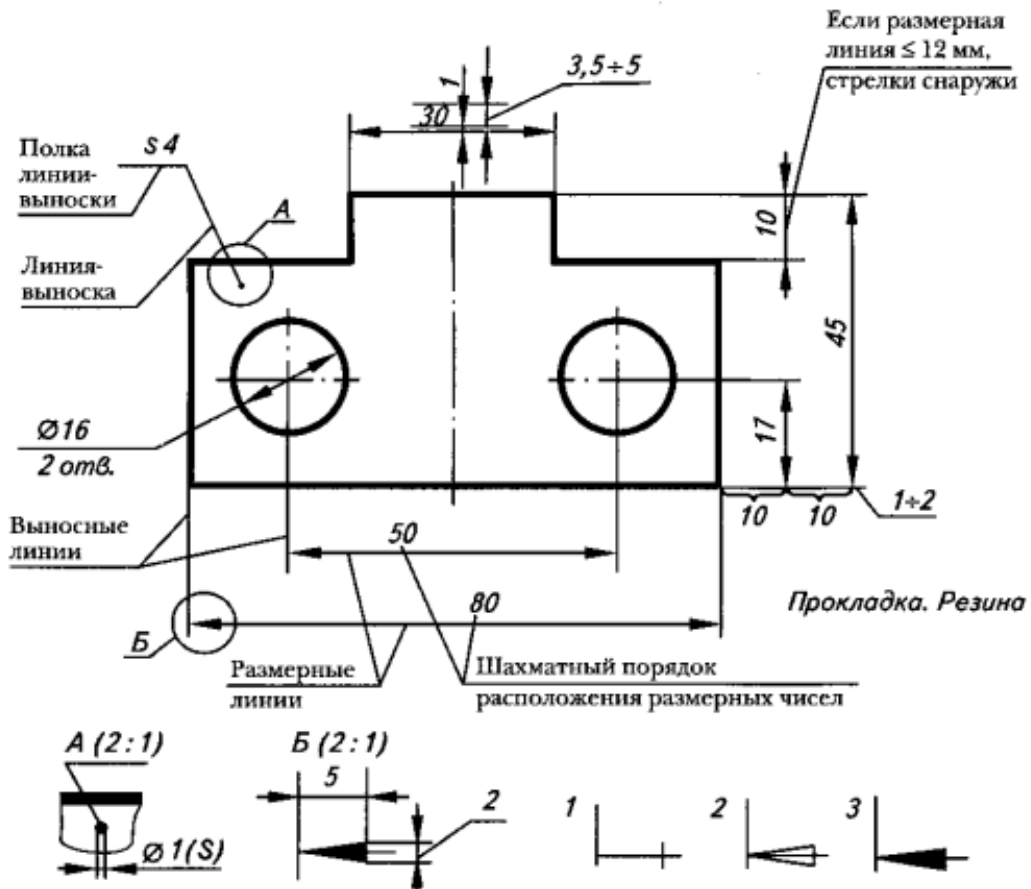 Если размерная
линия ≤ 12 мм,
стрелки снаружи
3,5÷5
1
30
Полка
линии-
выноски
s 4
А
Линия-
выноска
10
45
17
Ø16
2 отв.
10
10
1÷2
Выносные
линии
50
80
Прокладка. Резина
Б
Размерные
линии
Шахматный порядок
расположения размерных чисел
А (2 : 1)
Ø 1(S)
Б (2 : 1)
5
2
1
2
3